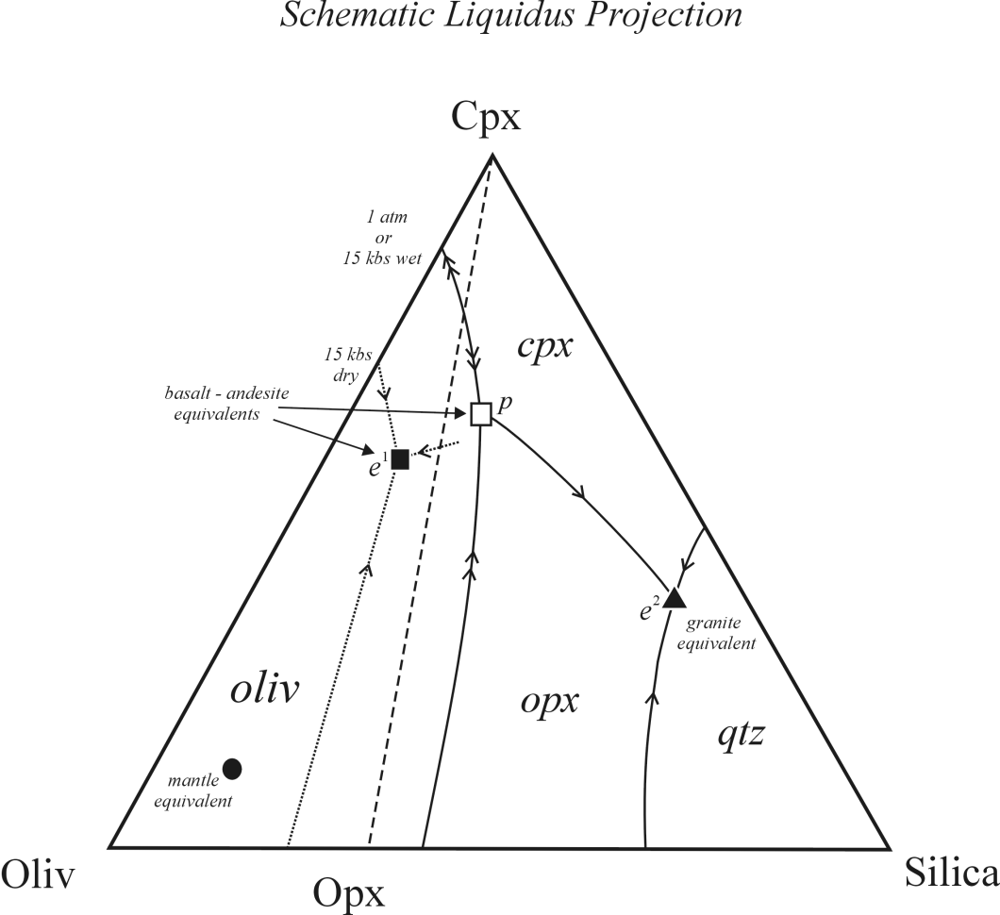 Schematic Liquidus Projection
Cpx
1 atm
or
15 kbs wet
cpx
15 kbs
dry
basalt - andesite
equivalents
p
e1
e2
granite
equivalent
oliv
opx
qtz
mantle
equivalent
Oliv
Opx
Silica